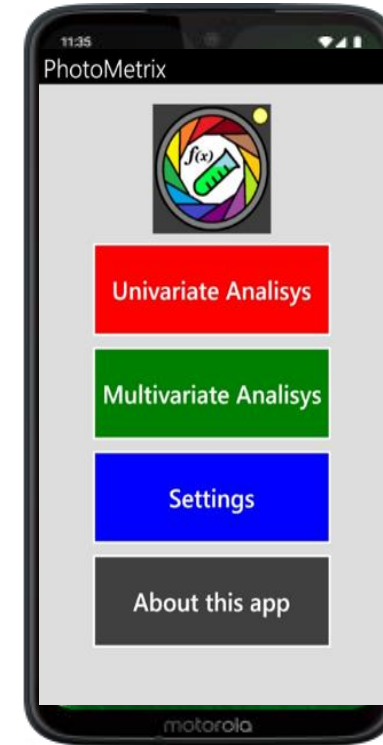 11:35
PhotoMetrix
f(x)
Univariate Analisys
Multivariate Analisys
Settings
About this app
motorola